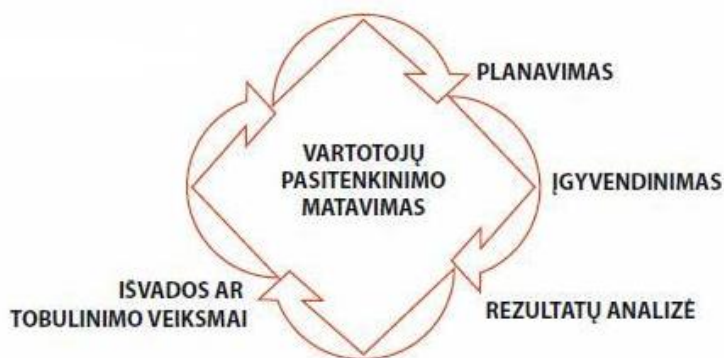 PLANAVIMAS
VARTOTOJŲ
PASITENKINIMO
MATAVIMAS
ĮGYVENDINIMAS
REZULTATŲ ANALIZĖ
IŠVADOS AR
TOBULINIMO VEIKSMAI